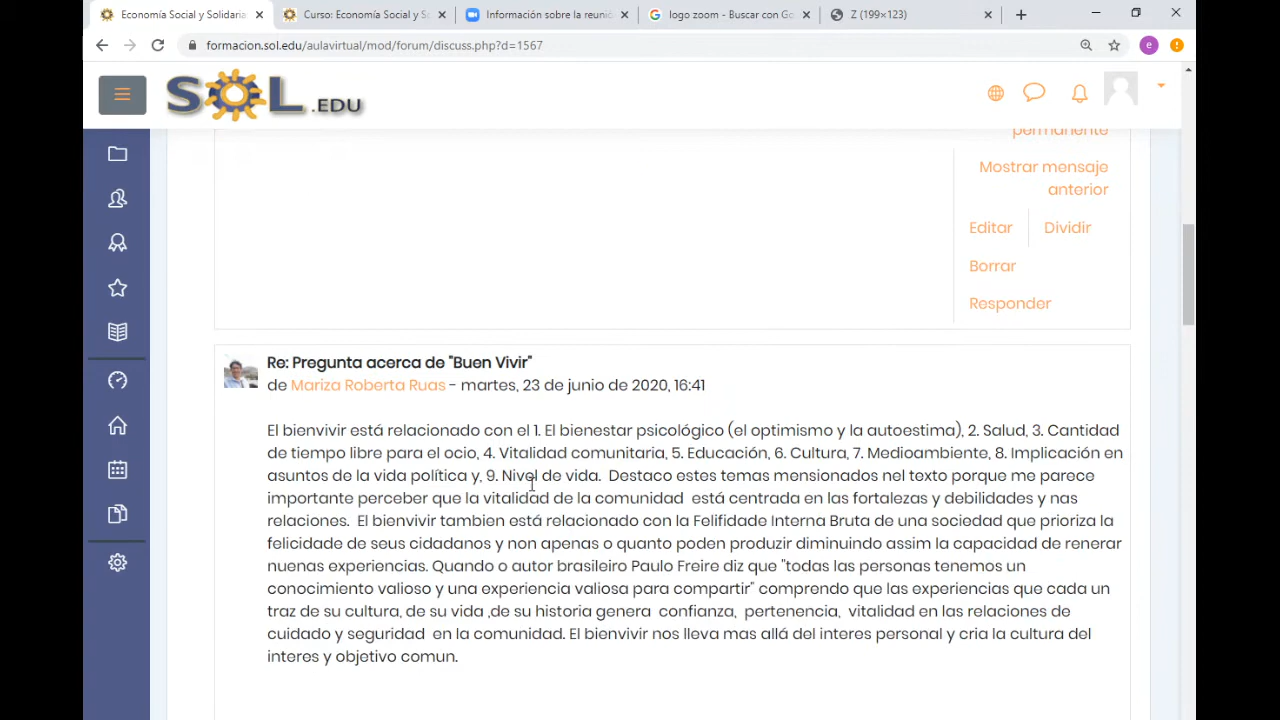 Economía Social y Solidaria
Curso: Economía Social y S
Información sobre la reunió
logo zoom - Buscar con Go
Z (199×123)
formacion.sol.edu/aulavirtual/mod/forum/discuss.php?d=1567
e
SOL.EDU
permanente
Mostrar mensaje
anterior
Editar
Dividir
Borrar
Responder
Re: Pregunta acerca de "Buen Vivir"
de Mariza Roberta Ruas - martes, 23 de junio de 2020, 16:41
El bienvivir está relacionado con el 1. El bienestar psicológico (el optimismo y la autoestima), 2. Salud, 3. Cantidad
de tiempo libre para el ocio, 4. Vitalidad comunitaria, 5. Educación, 6. Cultura, 7. Medioambiente, 8. Implicación en
asuntos de la vida política y, 9. Nivel de vida. Destaco estes temas mensionados nel texto porque me parece
importante perceber que la vitalidad de la comunidad está centrada en las fortalezas y debilidades y nas
relaciones. El bienvivir tambien está relacionado con la Felifidade Interna Bruta de una sociedad que prioriza la
felicidade de seus cidadanos y non apenas o quanto poden produzir diminuindo assim la capacidad de renerar
nuenas experiencias. Quando o autor brasileiro Paulo Freire diz que "todas las personas tenemos un
conocimiento valioso y una experiencia valiosa para compartir" comprendo que las experiencias que cada un
traz de su cultura, de su vida ,de su historia genera confianza, pertenencia, vitalidad en las relaciones de
cuidado y seguridad en la comunidad. El bienvivir nos lleva mas allá del interes personal y cria la cultura del
interes y objetivo comun.